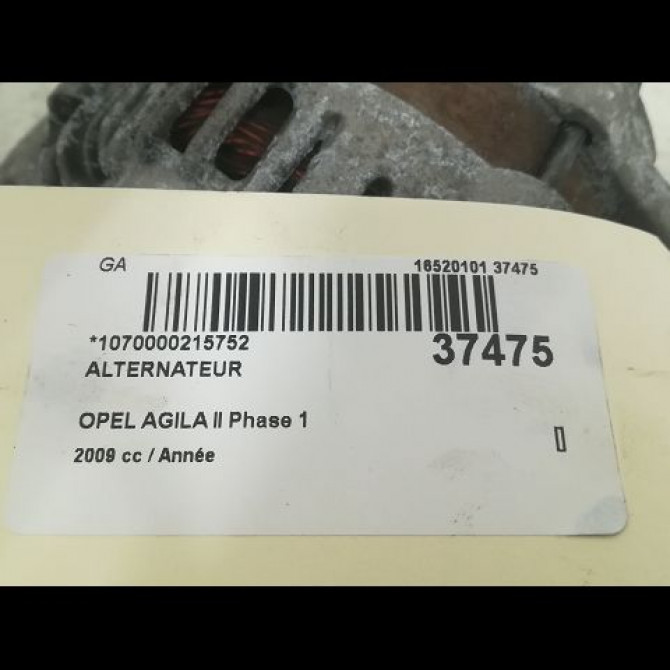 GA 16520101 37475
*1070000215752 37475
ALTERNATEUR
OPEL AGILA II Phase 1
2009 cc / Année